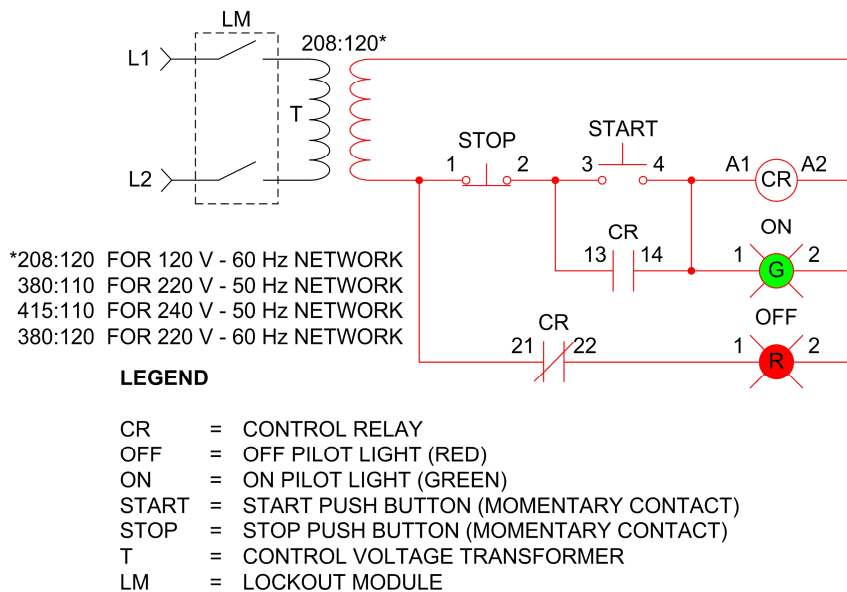 LM
L1
208:120*
T
L2
STOP
1 2
START
3 4
A1 CR A2
CR
13 14
ON
1 G 2
CR
21 22
OFF
1 R 2
*208:120 FOR 120 V - 60 Hz NETWORK
380:110 FOR 220 V - 50 Hz NETWORK
415:110 FOR 240 V - 50 Hz NETWORK
380:120 FOR 220 V - 60 Hz NETWORK
LEGEND
CR = CONTROL RELAY
OFF = OFF PILOT LIGHT (RED)
ON = ON PILOT LIGHT (GREEN)
START = START PUSH BUTTON (MOMENTARY CONTACT)
STOP = STOP PUSH BUTTON (MOMENTARY CONTACT)
T = CONTROL VOLTAGE TRANSFORMER
LM = LOCKOUT MODULE